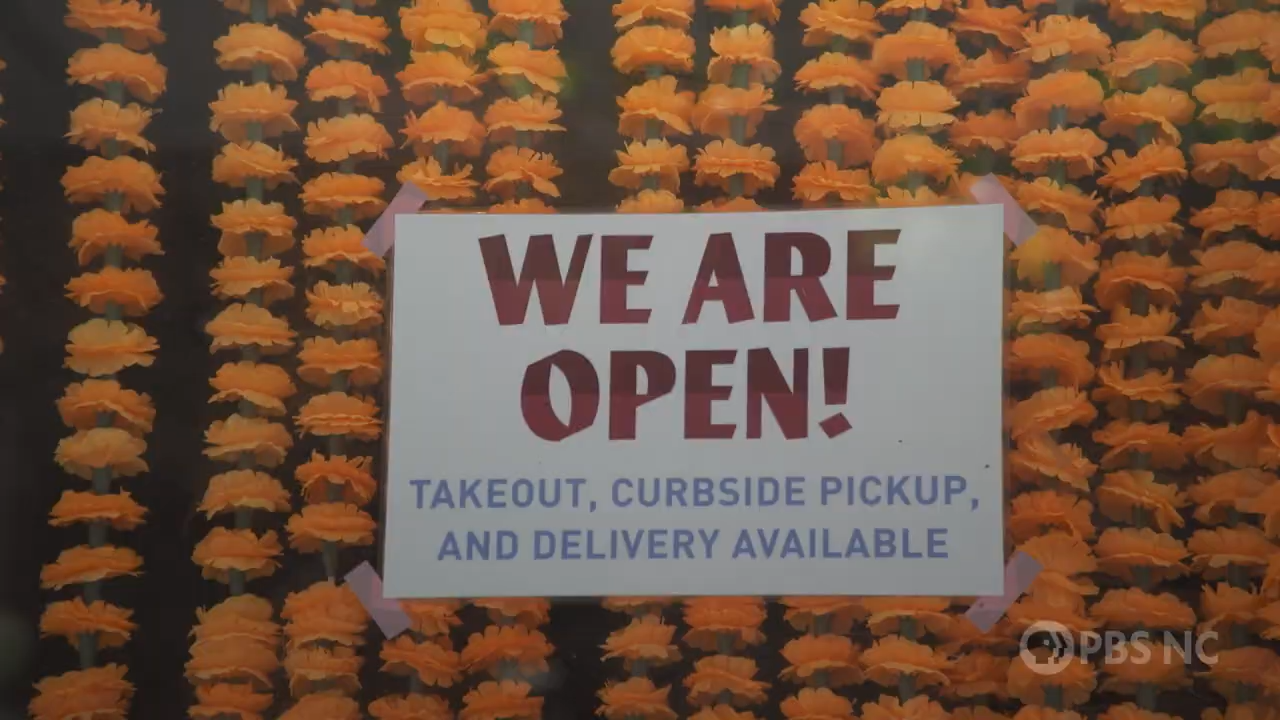 WE ARE
OPEN!
TAKEOUT, CURBSIDE PICKUP,
AND DELIVERY AVAILABLE
PBS NC